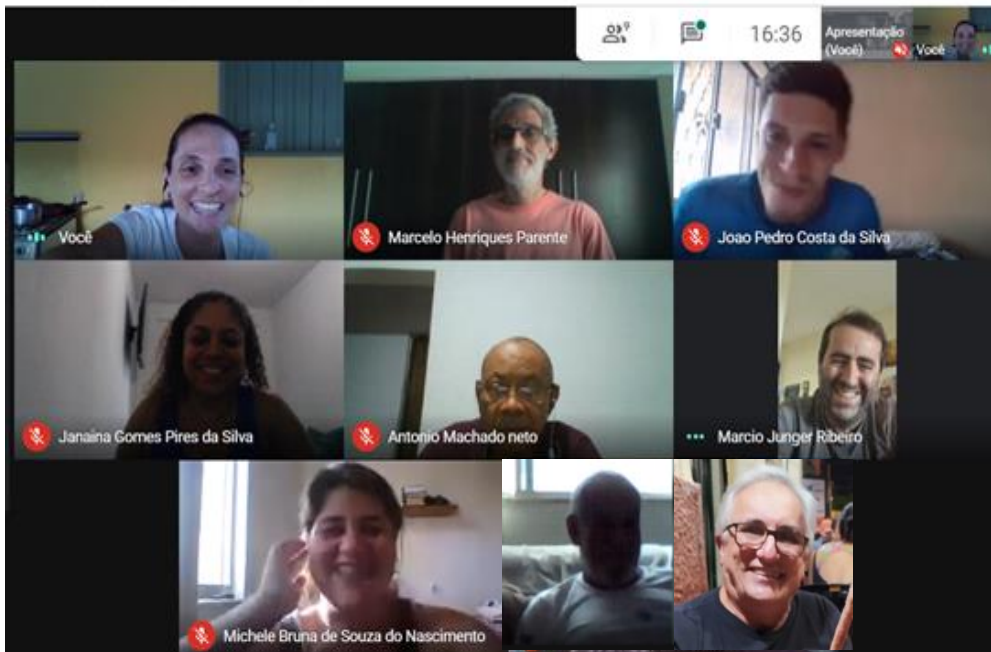 9
16:36
Apresentação
(Você)
Você
Você
Marcelo Henriques Parente
Joao Pedro Costa da Silva
Janaina Gomes Pires da Silva
Antonio Machado neto
Marcio Junger Ribeiro
Michele Bruna de Souza do Nascimento